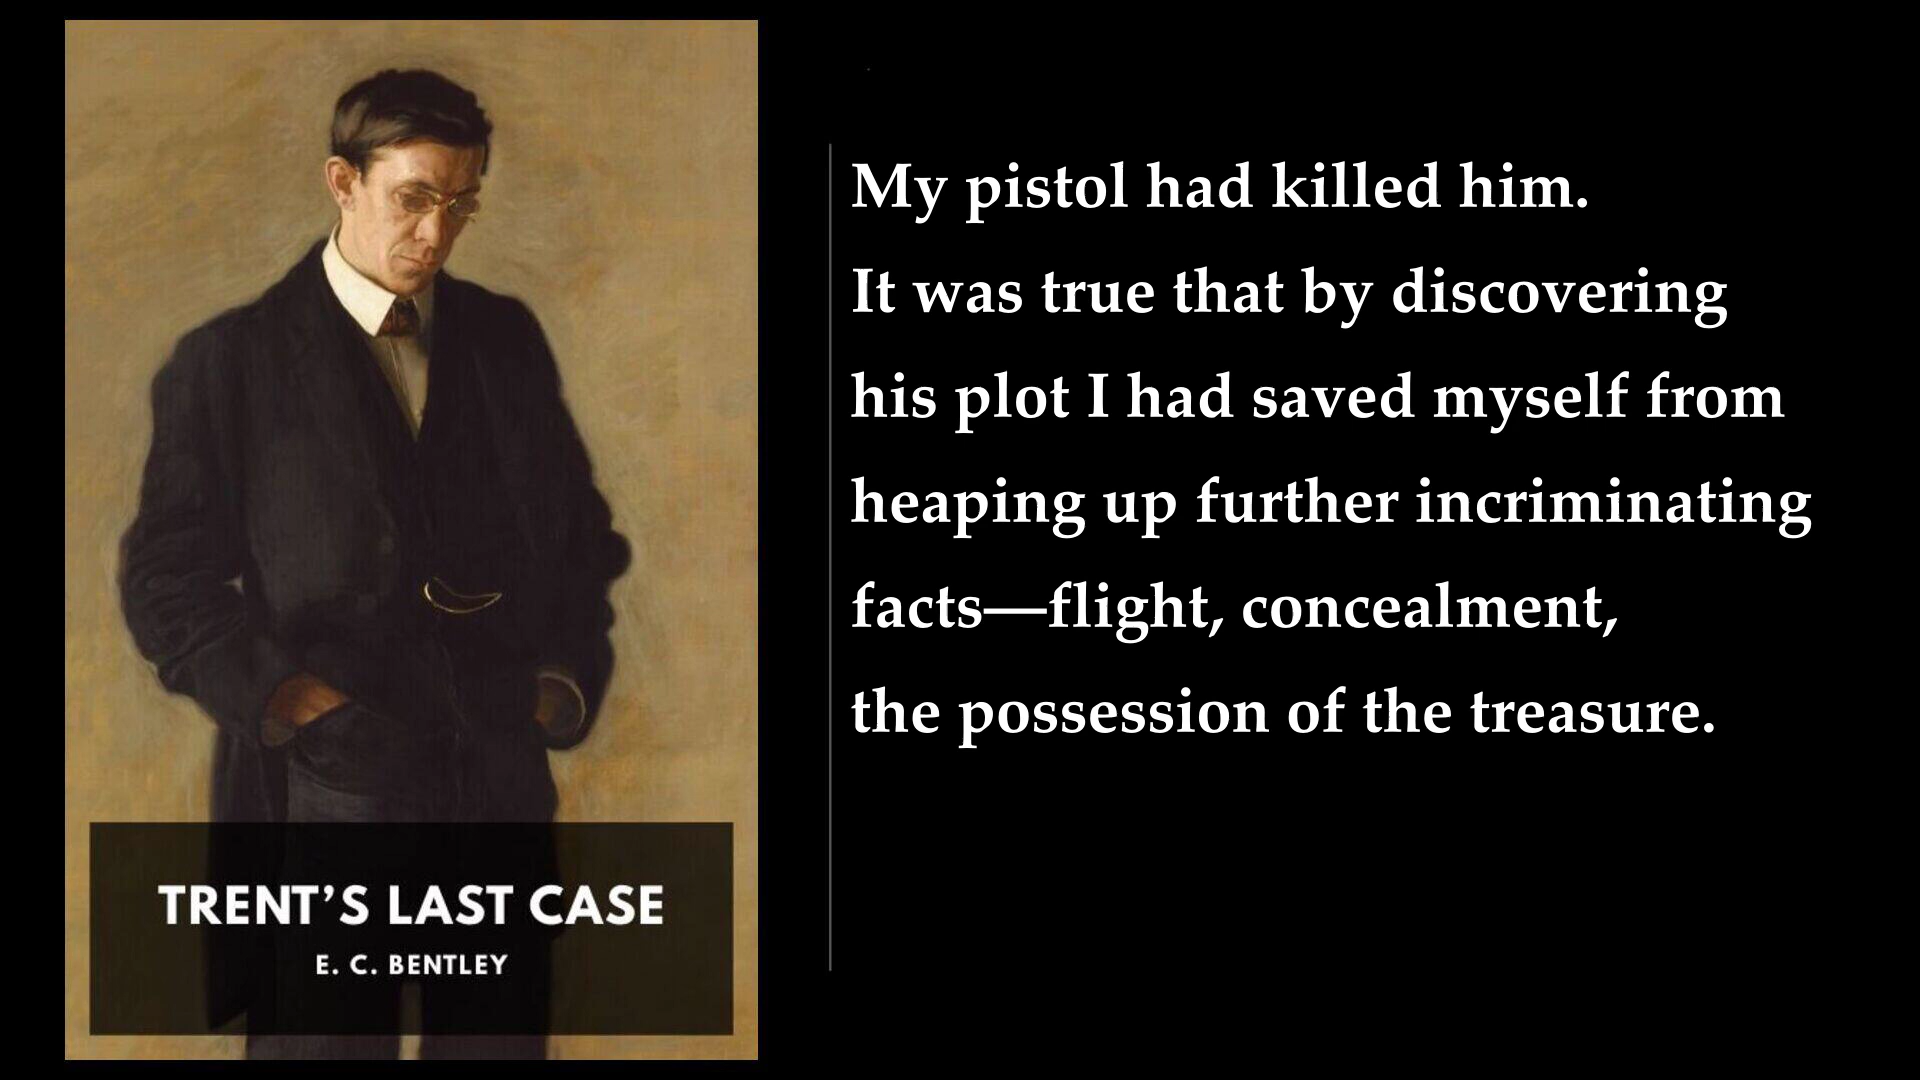 TRENT’S LAST CASE
E. C. BENTLEY
My pistol had killed him.
It was true that by discovering
his plot I had saved myself from
heaping up further incriminating
facts—flight, concealment,
the possession of the treasure.